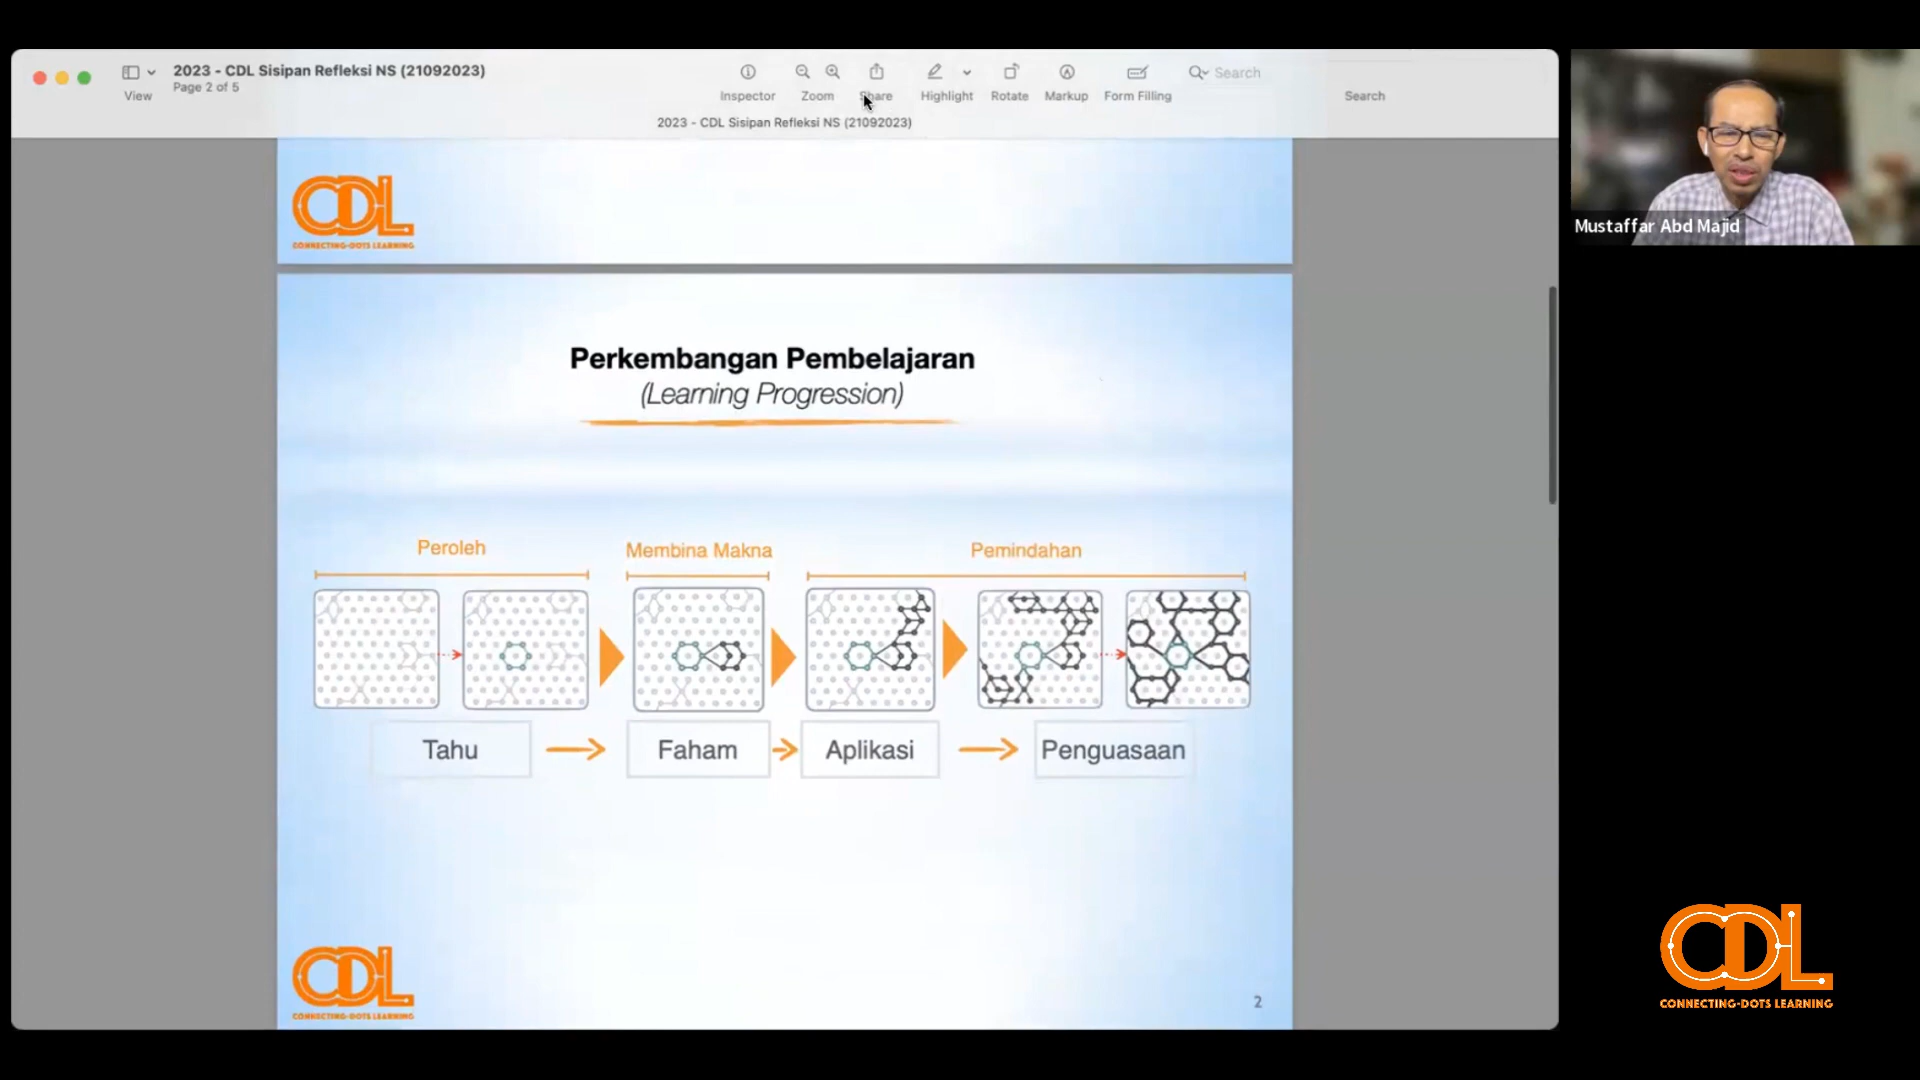 2023 - CDL Sisipan Refleksi NS (21092023)
Page 2 of 5
View
Inspector
Zoom
Share
Highlight
Rotate
Markup
Form Filling
Search
Search
2023 - CDL Sisipan Refleksi NS (21092023)
Mustaffar Abd Majid
CDL
CONNECTING-DOTS LEARNING
Perkembangan Pembelajaran
(Learning Progression)
Peroleh
Membina Makna
Pemindahan
Tahu
Faham
Aplikasi
Penguasaan
CDL
CONNECTING-DOTS LEARNING
2
CDL
CONNECTING-DOTS LEARNING